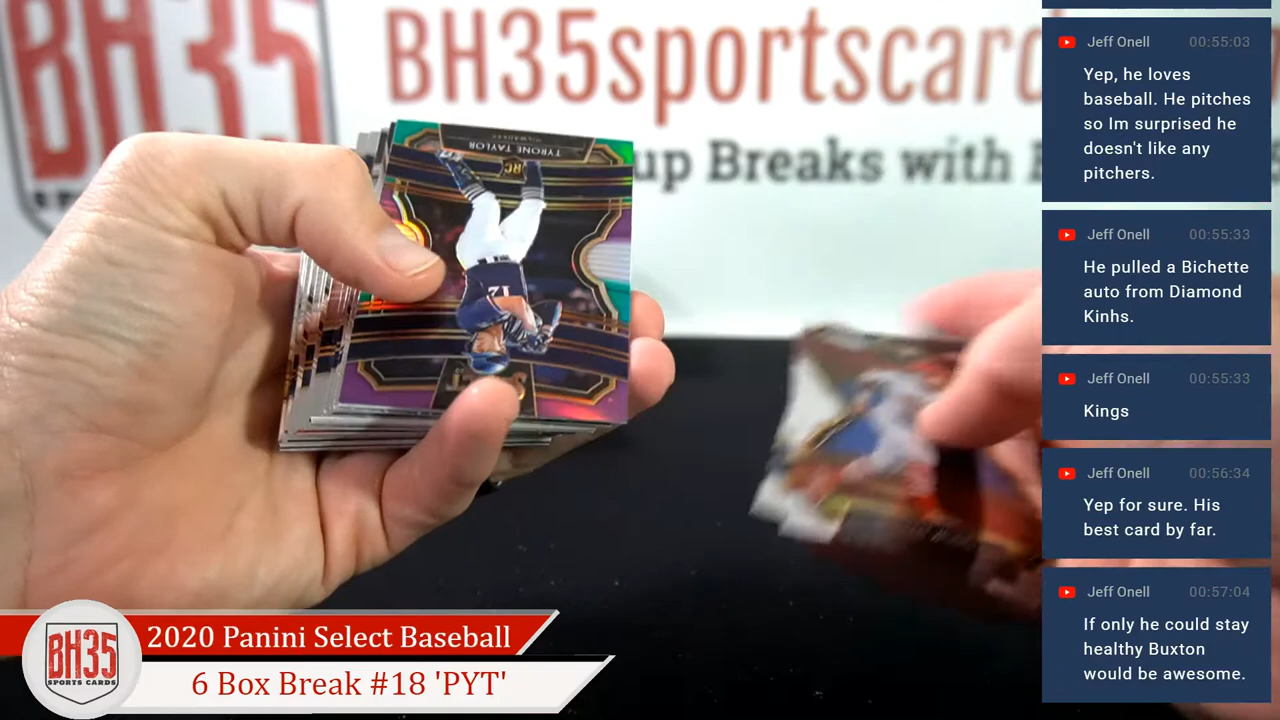 BH35
BH35sportscard
up Breaks with
TYRONE TAYLOR
MILWAUKEE
RC
12
SELECT
Jeff Onell 00:55:03
Yep, he loves
baseball. He pitches
so Im surprised he
doesn't like any
pitchers.
Jeff Onell 00:55:33
He pulled a Bichette
auto from Diamond
Kinhs.
Jeff Onell 00:55:33
Kings
Jeff Onell 00:56:34
Yep for sure. His
best card by far.
Jeff Onell 00:57:04
If only he could stay
healthy Buxton
would be awesome.
BH35
SPORTS CARDS
2020 Panini Select Baseball
6 Box Break #18 'PYT'